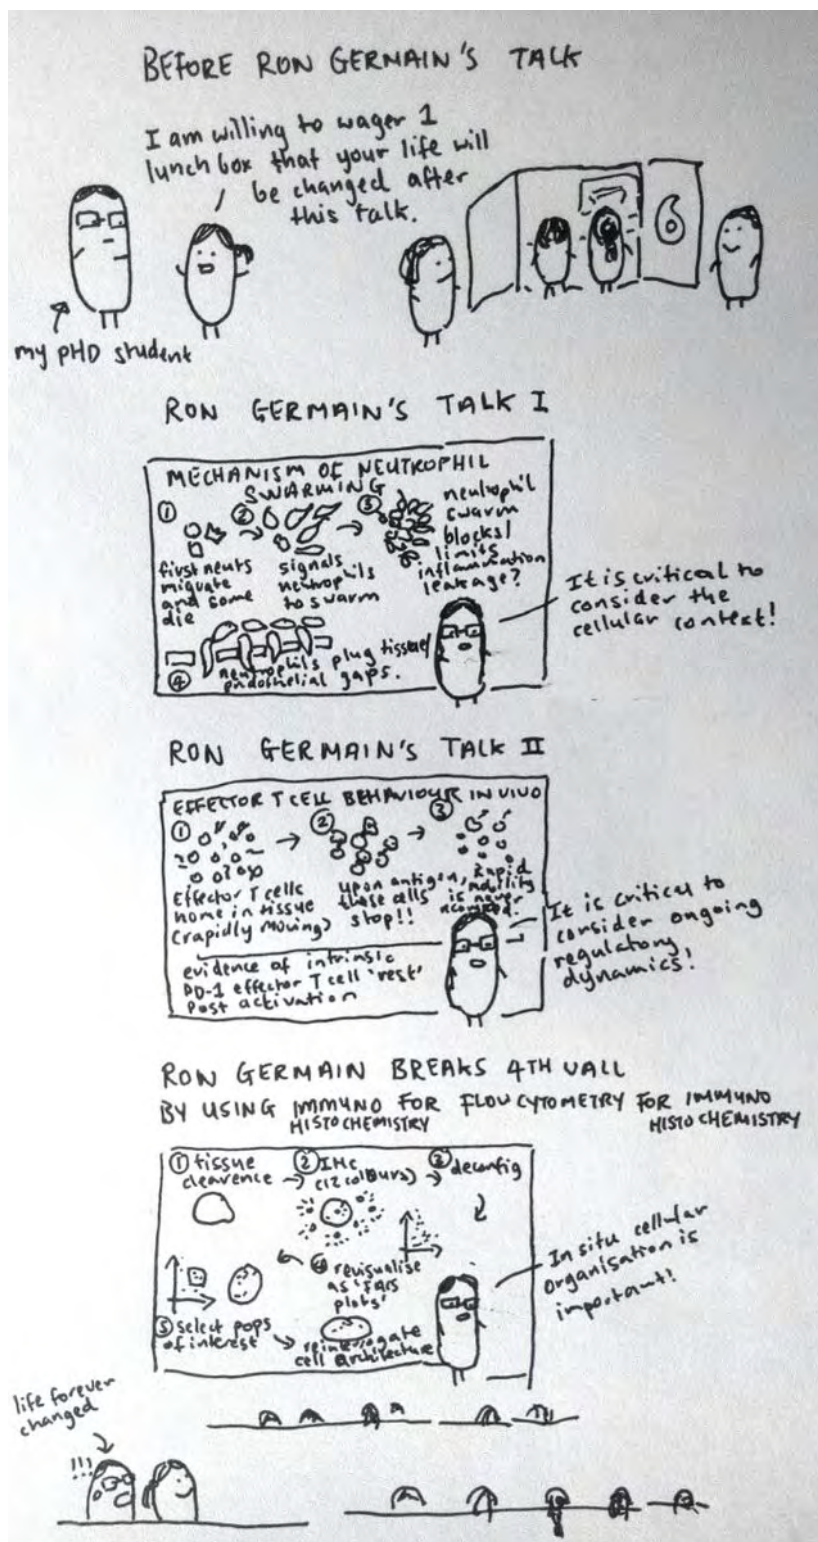 BEFORE RON GERMAIN'S TALK
I am willing to wager 1
lunch box that your life will
be changed after
this talk.
6
my PHD student
RON GERMAIN'S TALK I
MECHANISM OF NEUTROPHIL
SWARMING
①
first neuts
migrate
and some
die
②
signals
neutrophils
to swarm
③
neutrophil
swarm
blocks/
limits
inflammation
leakage?
④
neutrophils plug tissue/
endothelial gaps.
It is critical to
consider the
cellular context!
RON GERMAIN'S TALK II
EFFECTOR T CELL BEHAVIOUR IN VIVO
①
Effector T cells
home in tissue
(rapidly moving)
②
upon antigen,
these cells
stop!!
③
Rapid
mobility
is never
evidence of intrinsic
PD-1 effector T cell 'rest'
post activation
It is critical to
consider ongoing
regulatory
dynamics!
RON GERMAIN BREAKS 4TH WALL
BY USING IMMUNO FOR FLOW CYTOMETRY FOR IMMUNO
HISTOCHEMISTRY HISTOCHEMISTRY
① tissue
clearence
② IHC
(12 colours)
③ deconfig
④ revisualise
as 'FACS
plots'
⑤ select pops
of interest
reinterrogate
cell architecture
In situ cellular
organisation is
important!
life forever
changed
!!!